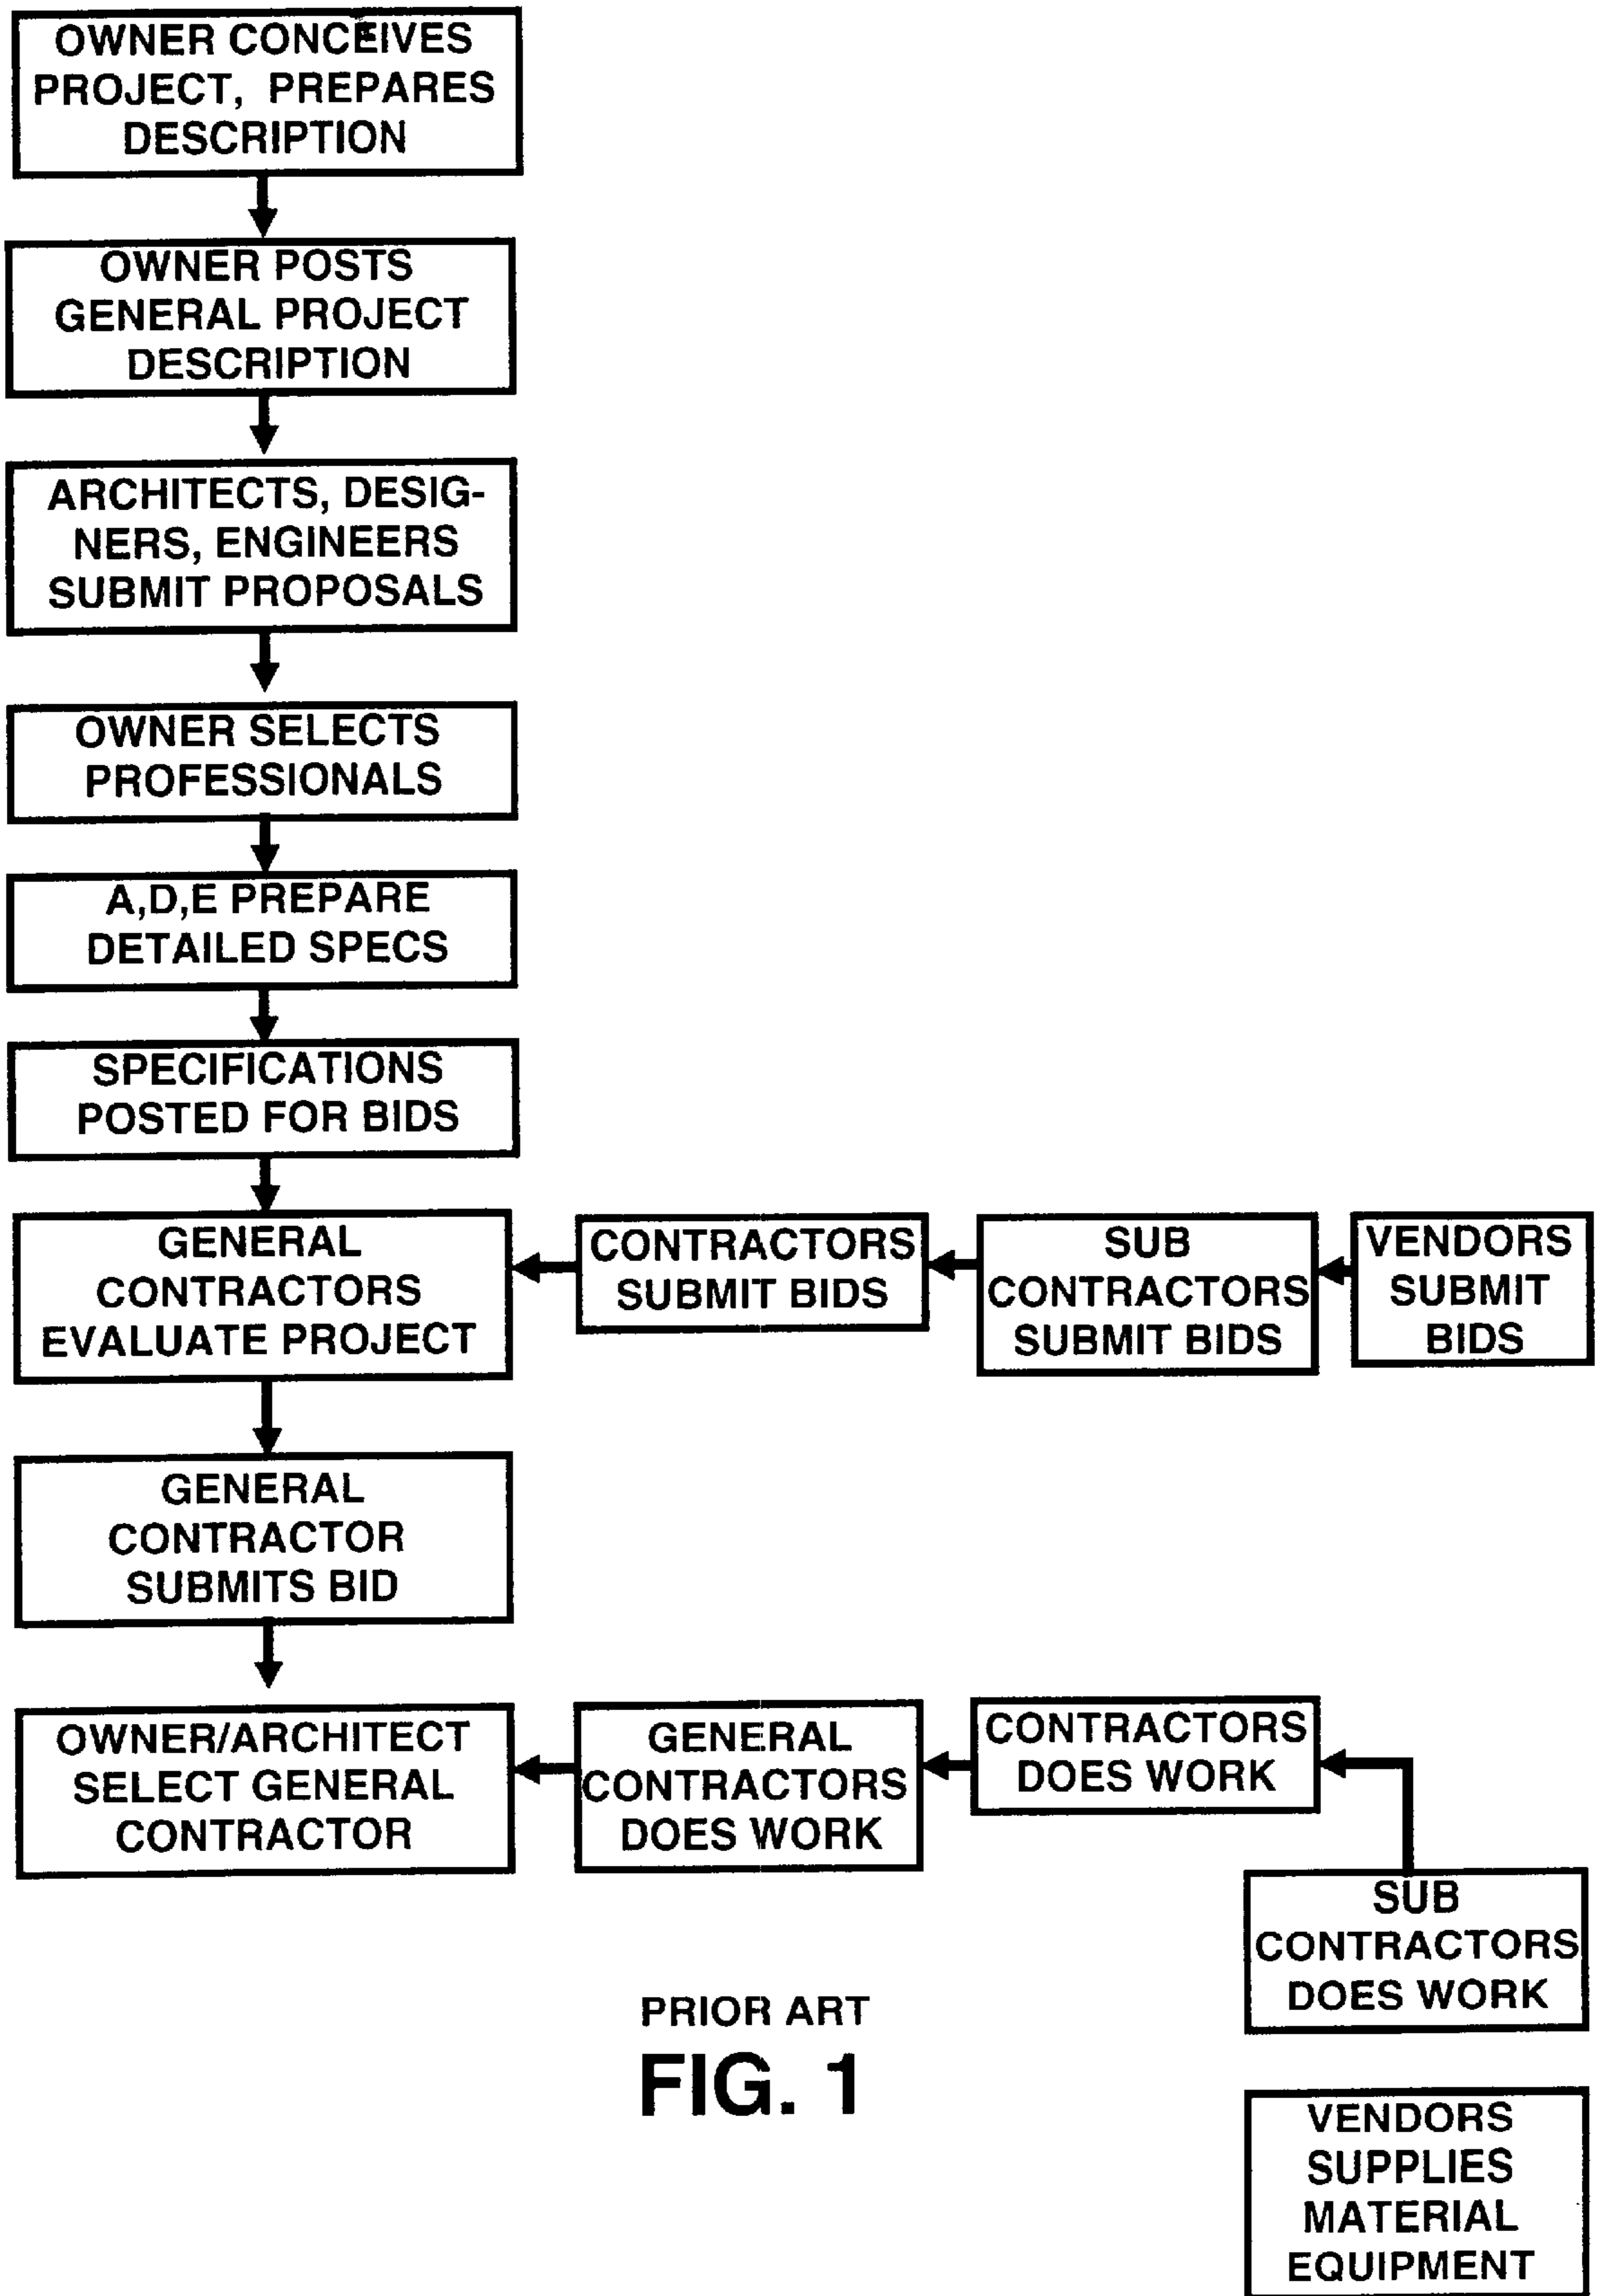 OWNER CONCEIVES
PROJECT, PREPARES
DESCRIPTION
OWNER POSTS
GENERAL PROJECT
DESCRIPTION
ARCHITECTS, DESIG-
NERS, ENGINEERS
SUBMIT PROPOSALS
OWNER SELECTS
PROFESSIONALS
A,D,E PREPARE
DETAILED SPECS
SPECIFICATIONS
POSTED FOR BIDS
GENERAL
CONTRACTORS
EVALUATE PROJECT
CONTRACTORS
SUBMIT BIDS
SUB
CONTRACTORS
SUBMIT BIDS
VENDORS
SUBMIT
BIDS
GENERAL
CONTRACTOR
SUBMITS BID
OWNER/ARCHITECT
SELECT GENERAL
CONTRACTOR
GENERAL
CONTRACTORS
DOES WORK
CONTRACTORS
DOES WORK
SUB
CONTRACTORS
DOES WORK
VENDORS
SUPPLIES
MATERIAL
EQUIPMENT
PRIOR ART
FIG. 1